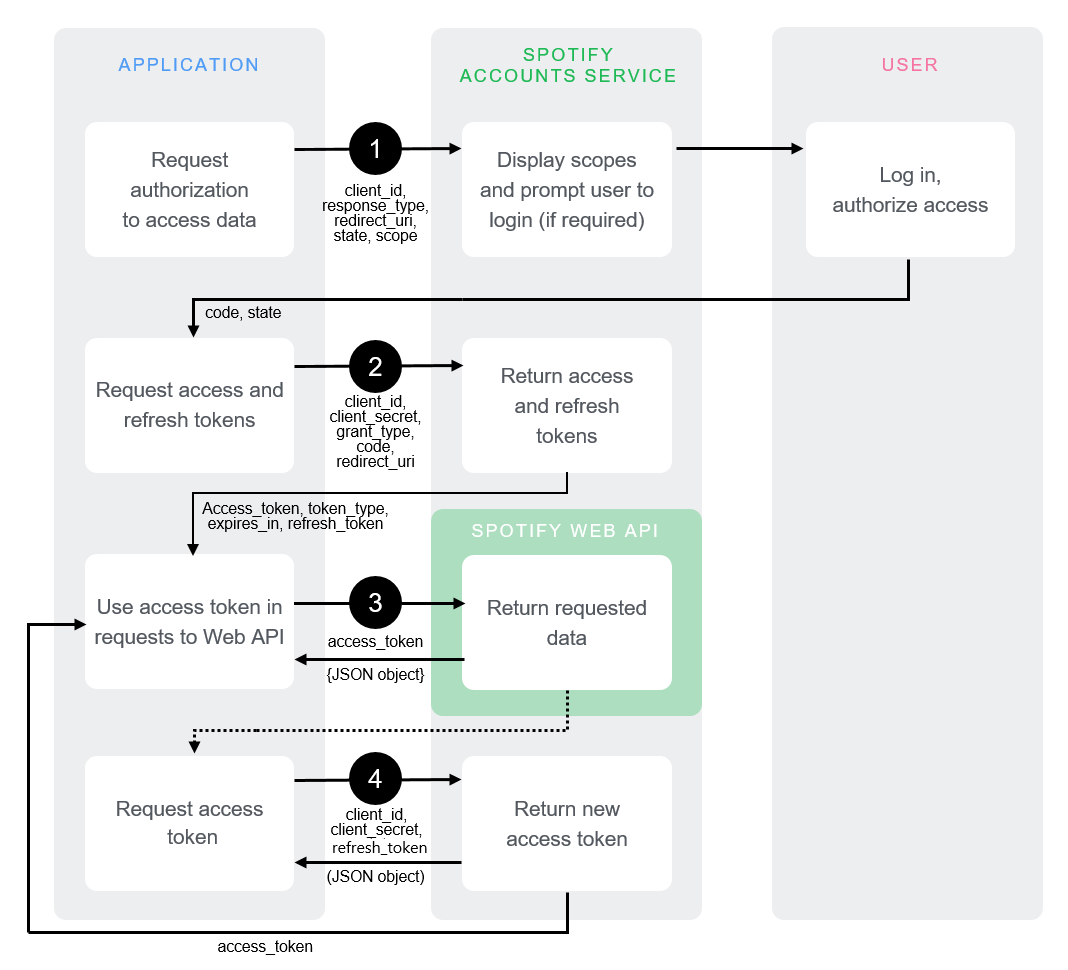 APPLICATION
SPOTIFY
ACCOUNTS SERVICE
USER
Request
authorization
to access data
1
client_id,
response_type,
redirect_uri,
state, scope
Display scopes
and prompt user to
login (if required)
Log in,
authorize access
code, state
Request access and
refresh tokens
2
client_id,
client_secret,
grant_type,
code,
redirect_uri
Return access
and refresh
tokens
Access_token, token_type,
expires_in, refresh_token
SPOTIFY WEB API
Use access token in
requests to Web API
3
access_token
{JSON object}
Return requested
data
Request access
token
4
client_id,
client_secret,
refresh_token
(JSON object)
Return new
access token
access_token